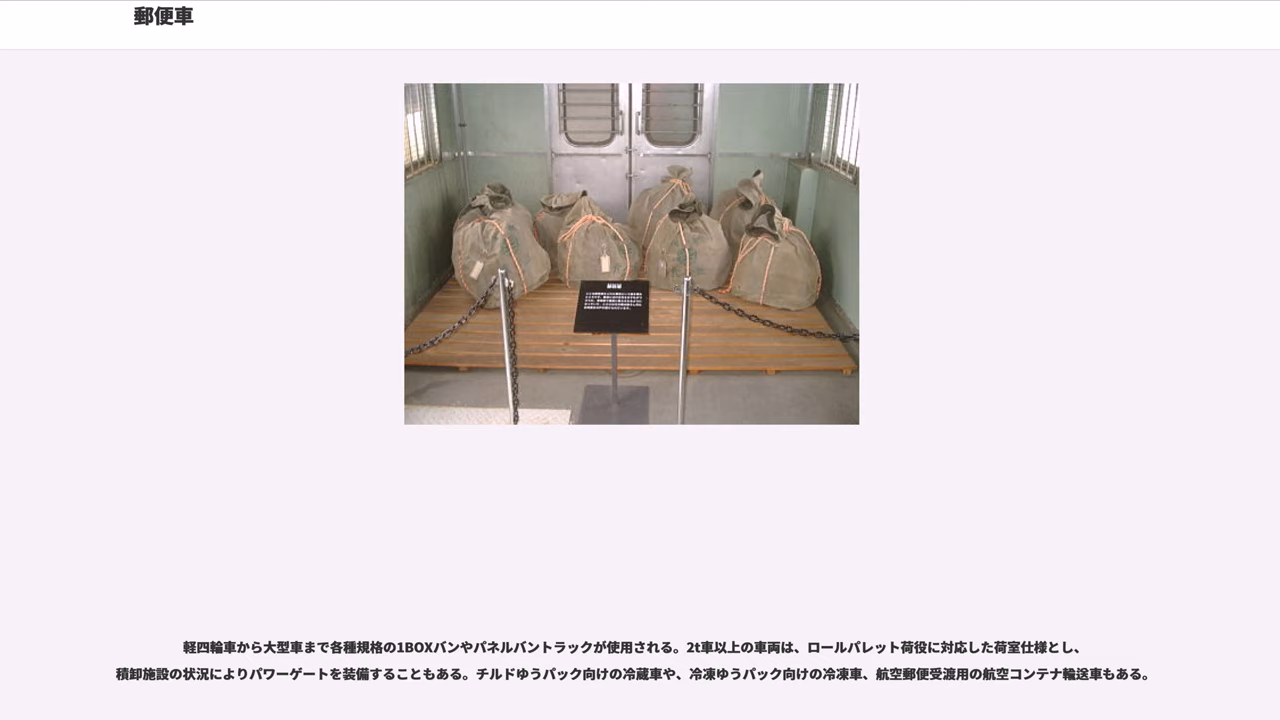 郵便車
軽四輪車から大型車まで各種規格の1BOXバンやパネルバントラックが使用される。2t車以上の車両は、ロールパレット荷役に対応した荷室仕様とし、
積卸施設の状況によりパワーゲートを装備することもある。チルドゆうパック向けの冷蔵車や、冷凍ゆうパック向けの冷凍車、航空郵便受渡用の航空コンテナ輸送車もある。